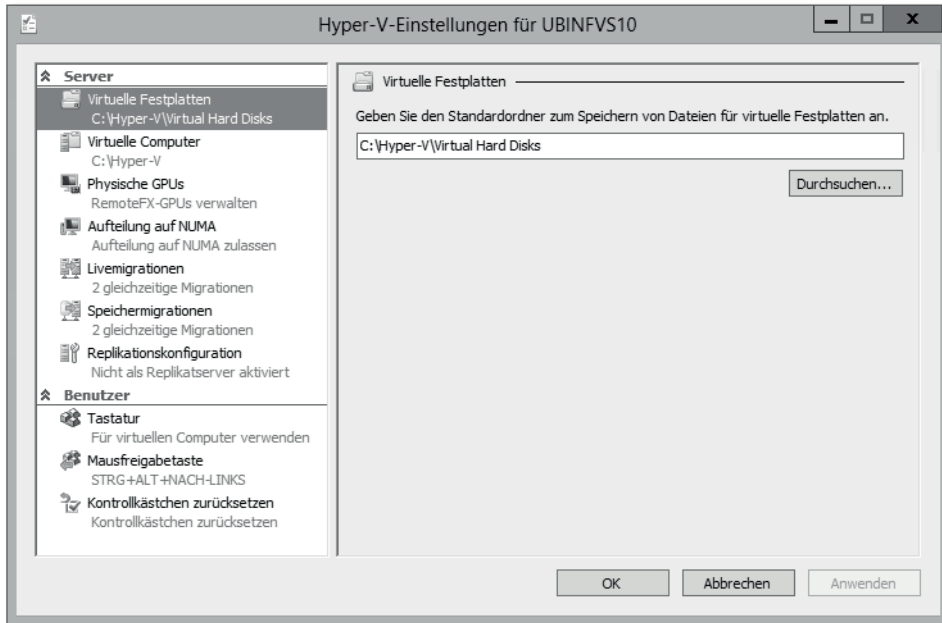 Hyper-V-Einstellungen für UBINFVS10
Server
Virtuelle Festplatten
C:\Hyper-V\Virtual Hard Disks
Virtuelle Computer
C:\Hyper-V
Physische GPUs
RemoteFX-GPUs verwalten
Aufteilung auf NUMA
Aufteilung auf NUMA zulassen
Livemigrationen
2 gleichzeitige Migrationen
Speichermigrationen
2 gleichzeitige Migrationen
Replikationskonfiguration
Nicht als Replikatserver aktiviert
Benutzer
Tastatur
Für virtuellen Computer verwenden
Mausfreigabetaste
STRG+ALT+NACH-LINKS
Kontrollkästchen zurücksetzen
Kontrollkästchen zurücksetzen
Virtuelle Festplatten
Geben Sie den Standardordner zum Speichern von Dateien für virtuelle Festplatten an.
C:\Hyper-V\Virtual Hard Disks
Durchsuchen...
OK
Abbrechen
Anwenden